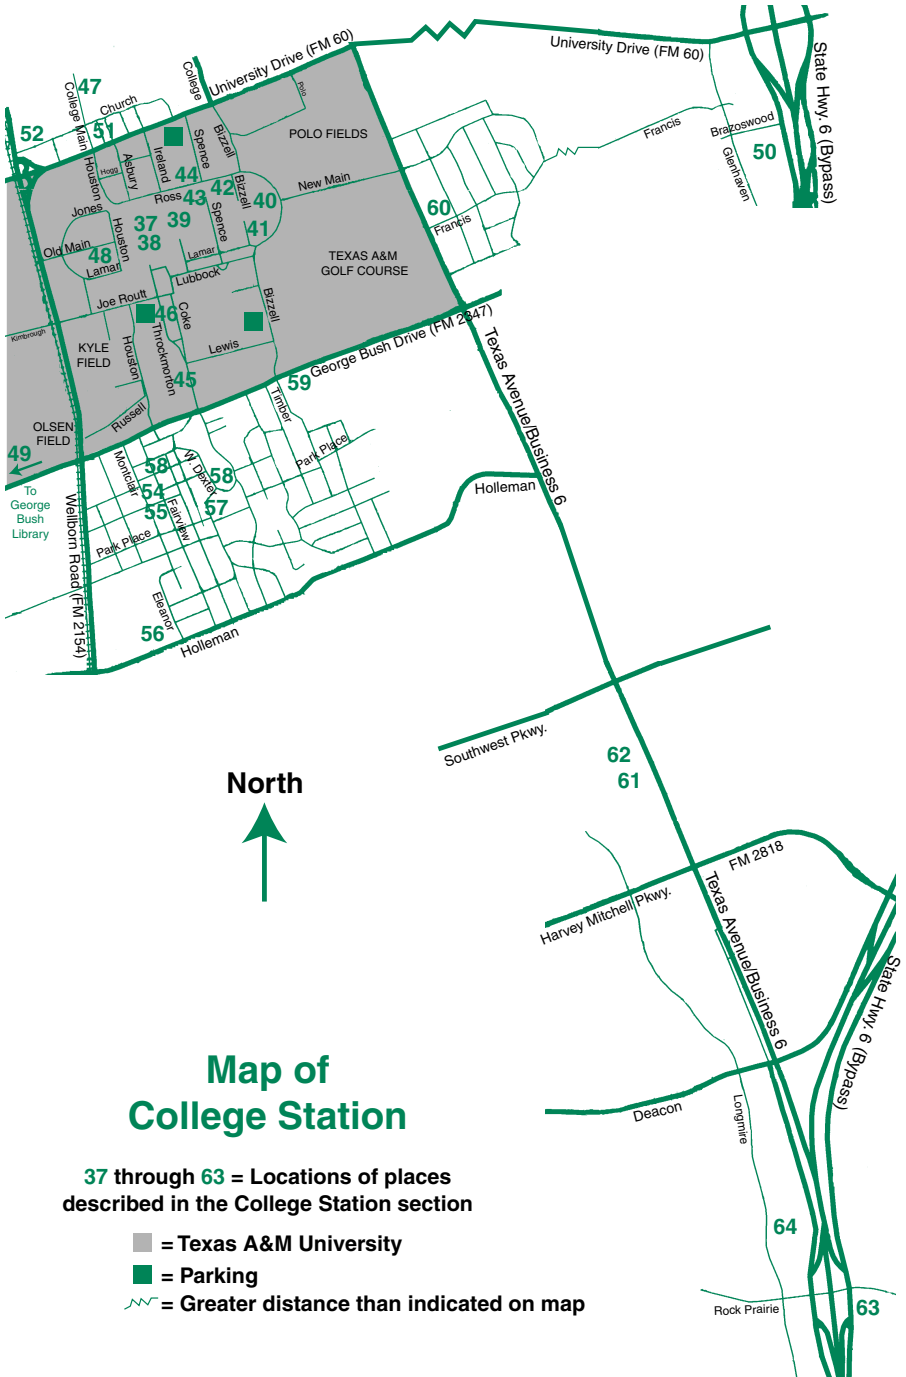 47
College Main
Church
College
University Drive (FM 60)
University Drive (FM 60)
State Hwy. 6 (Bypass)
52
51
Polo
Spence
Bizzell
POLO FIELDS
Francis
Brazoswood
50
Glenhaven
Houston
Hogg
Asbury
Ireland
44
New Main
Ross
43
42
Bizzell
40
Jones
37
39
Spence
41
60
Francis
Houston
38
Old Main
48
Lamar
Lamar
TEXAS A&M
GOLF COURSE
Lubbock
Joe Routt
46
Coke
Bizzell
Kimbrough
KYLE
FIELD
Houston
Throckmorton
Lewis
George Bush Drive (FM 2347)
Texas Avenue/Business 6
45
59
Timber
Russell
OLSEN
FIELD
49
To
George
Bush
Library
Wellborn Road (FM 2154)
Montclair
58
W. Dexter
58
Park Place
54
55
Fairview
57
Park Place
Holleman
Eleanor
56
Holleman
Southwest Pkwy.
62
61
North
FM 2818
Harvey Mitchell Pkwy.
Texas Avenue/Business 6
State Hwy. 6 (Bypass)
Deacon
Longmire
64
Rock Prairie
63
Map of
College Station
37 through 63 = Locations of places
described in the College Station section
= Texas A&M University
= Parking
= Greater distance than indicated on map